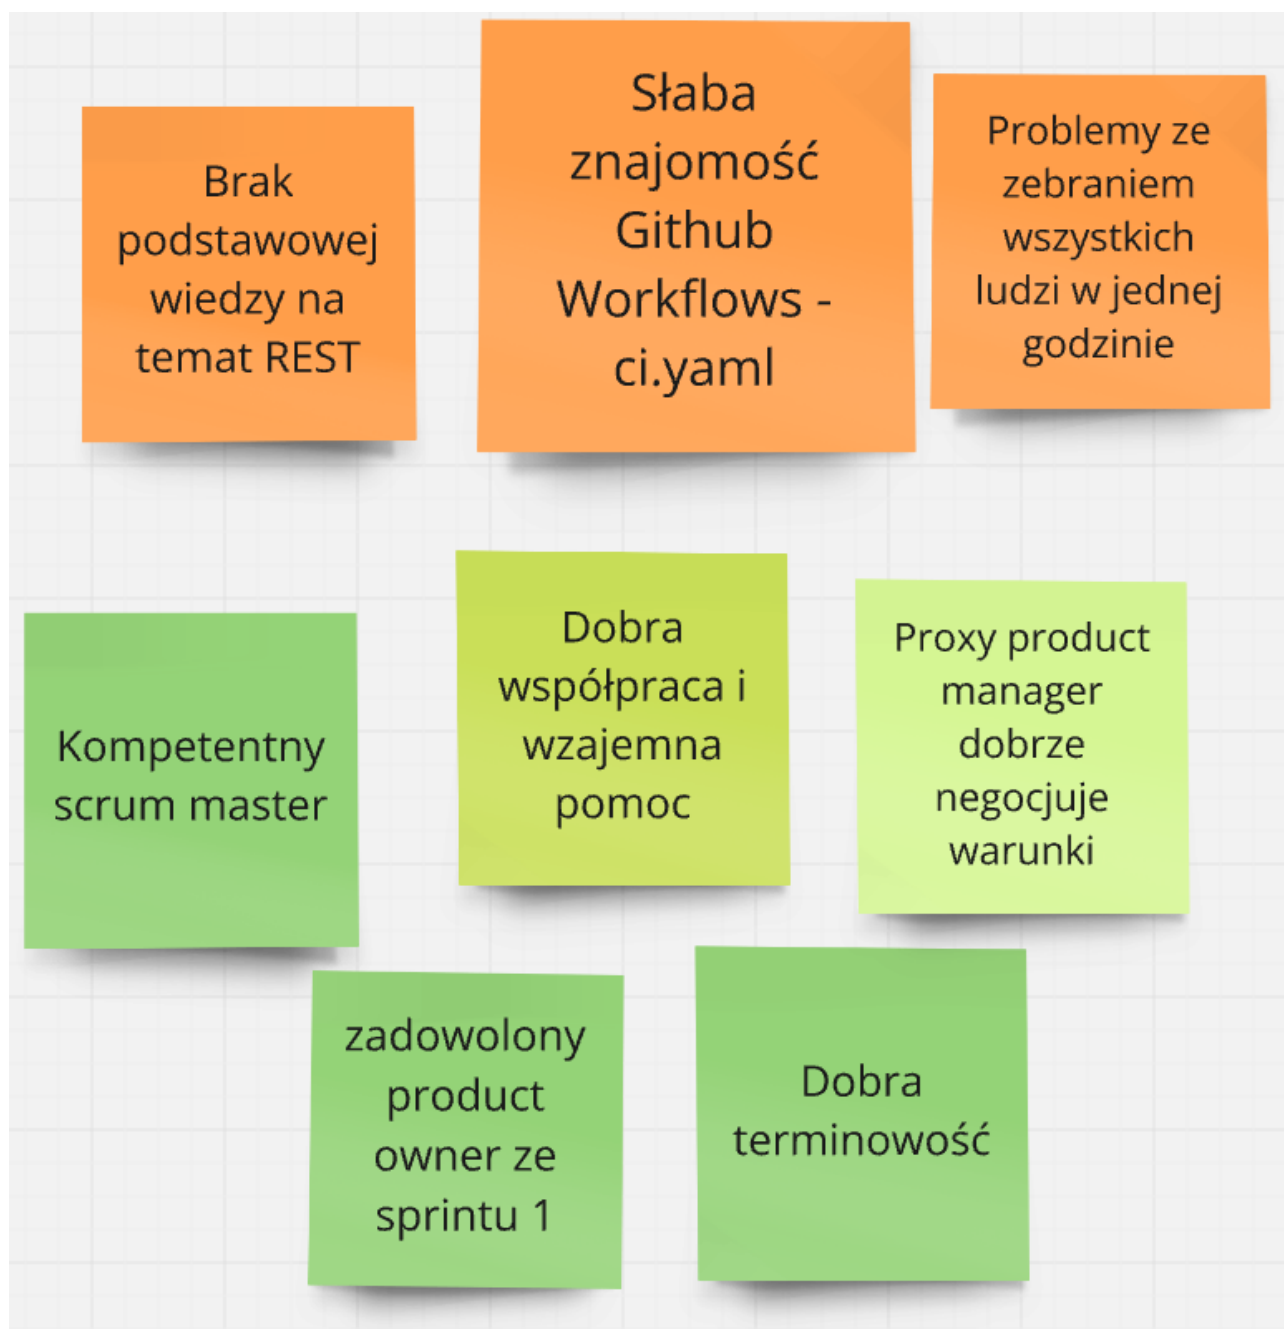 Brak
podstawowej
wiedzy na
temat REST
Słaba
znajomość
Github
Workflows -
ci.yaml
Problemy ze
zebraniem
wszystkich
ludzi w jednej
godzinie
Kompetentny
scrum master
Dobra
współpraca i
wzajemna
pomoc
Proxy product
manager
dobrze
negocjuje
warunki
zadowolony
product
owner ze
sprintu 1
Dobra
terminowość